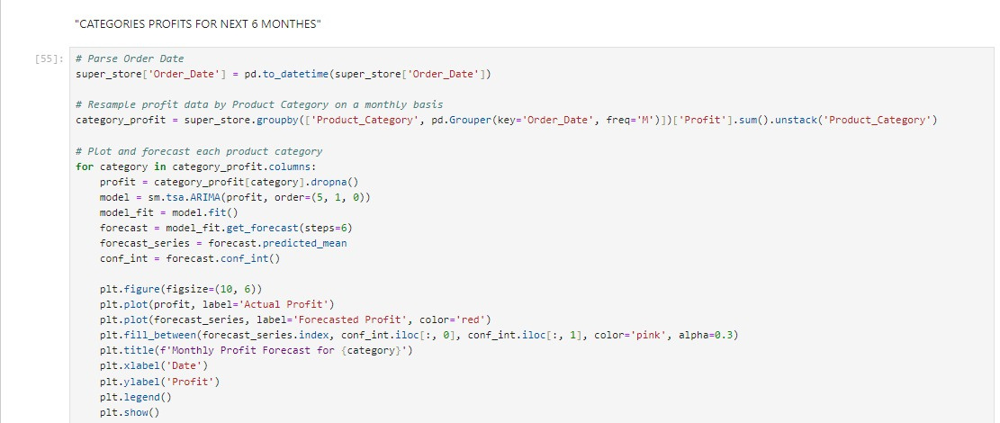 "CATEGORIES PROFITS FOR NEXT 6 MONTHES"
[55]:
# Parse Order Date
super_store['Order_Date'] = pd.to_datetime(super_store['Order_Date'])
# Resample profit data by Product Category on a monthly basis
category_profit = super_store.groupby(['Product_Category', pd.Grouper(key='Order_Date', freq='M')])['Profit'].sum().unstack('Product_Category')
# Plot and forecast each product category
for category in category_profit.columns:
    profit = category_profit[category].dropna()
    model = sm.tsa.ARIMA(profit, order=(5, 1, 0))
    model_fit = model.fit()
    forecast = model_fit.get_forecast(steps=6)
    forecast_series = forecast.predicted_mean
    conf_int = forecast.conf_int()
    plt.figure(figsize=(10, 6))
    plt.plot(profit, label='Actual Profit')
    plt.plot(forecast_series, label='Forecasted Profit', color='red')
    plt.fill_between(forecast_series.index, conf_int.iloc[:, 0], conf_int.iloc[:, 1], color='pink', alpha=0.3)
    plt.title(f'Monthly Profit Forecast for {category}')
    plt.xlabel('Date')
    plt.ylabel('Profit')
    plt.legend()
    plt.show()